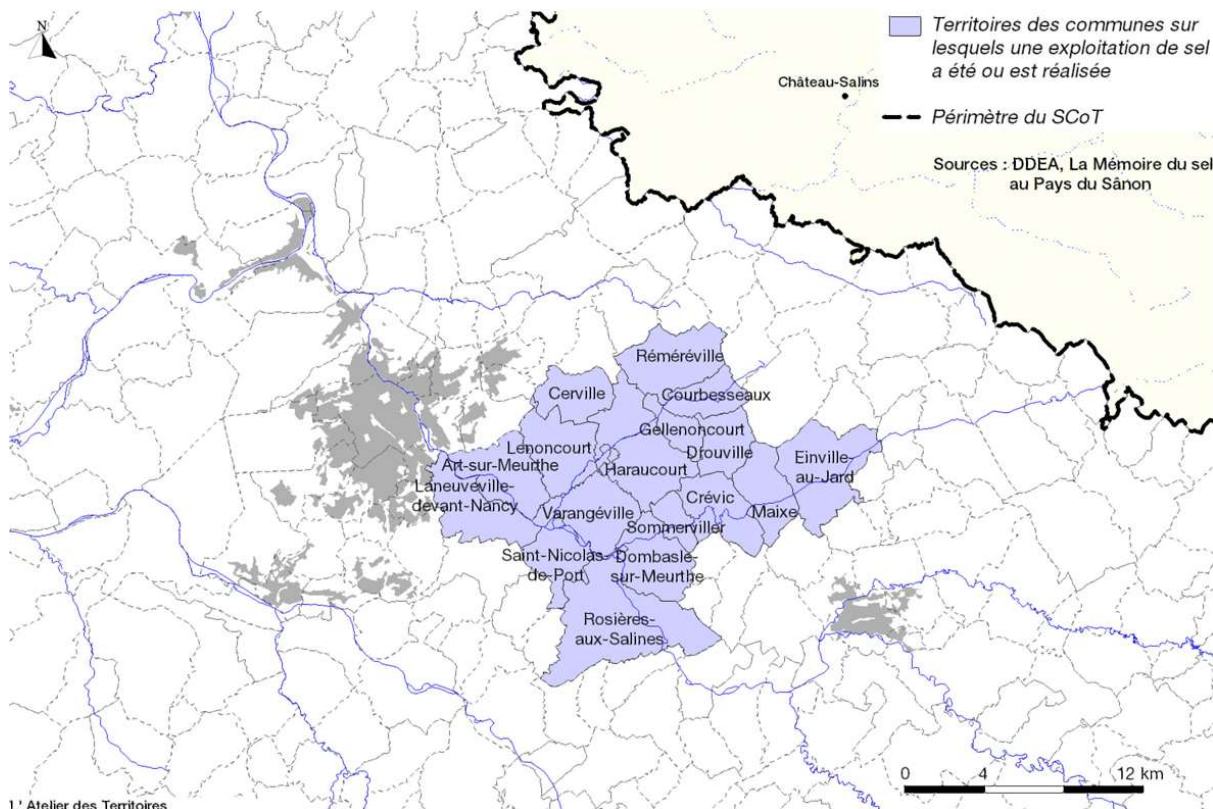 N
Territoires des communes sur
lesquels une exploitation de sel
a été ou est réalisée
Château-Salins
Périmètre du SCoT
Sources : DDEA, La Mémoire du sel
au Pays du Sânon
Réméréville
Cerville
Courbesseaux
Gellenoncourt
Lenoncourt
Drouville
Einville-
au-Jard
Art-sur-Meurthe
Haraucourt
Laneuveville-
devant-Nancy
Crévic
Varangéville
Maixe
Sommerviller
Saint-Nicolas-
de-Port
Dombasle-
sur-Meurthe
Rosières-
aux-Salines
0 4 12 km
L'Atelier des Territoires